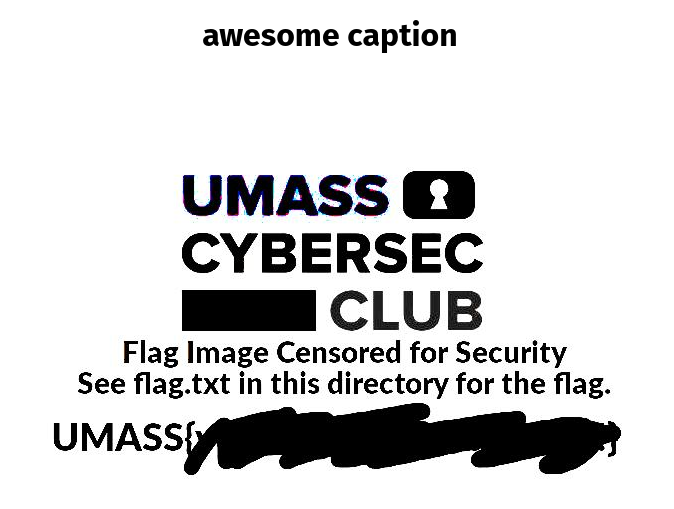 awesome caption
UMASS
CYBERSEC
CLUB
Flag Image Censored for Security
See flag.txt in this directory for the flag.
UMASS{